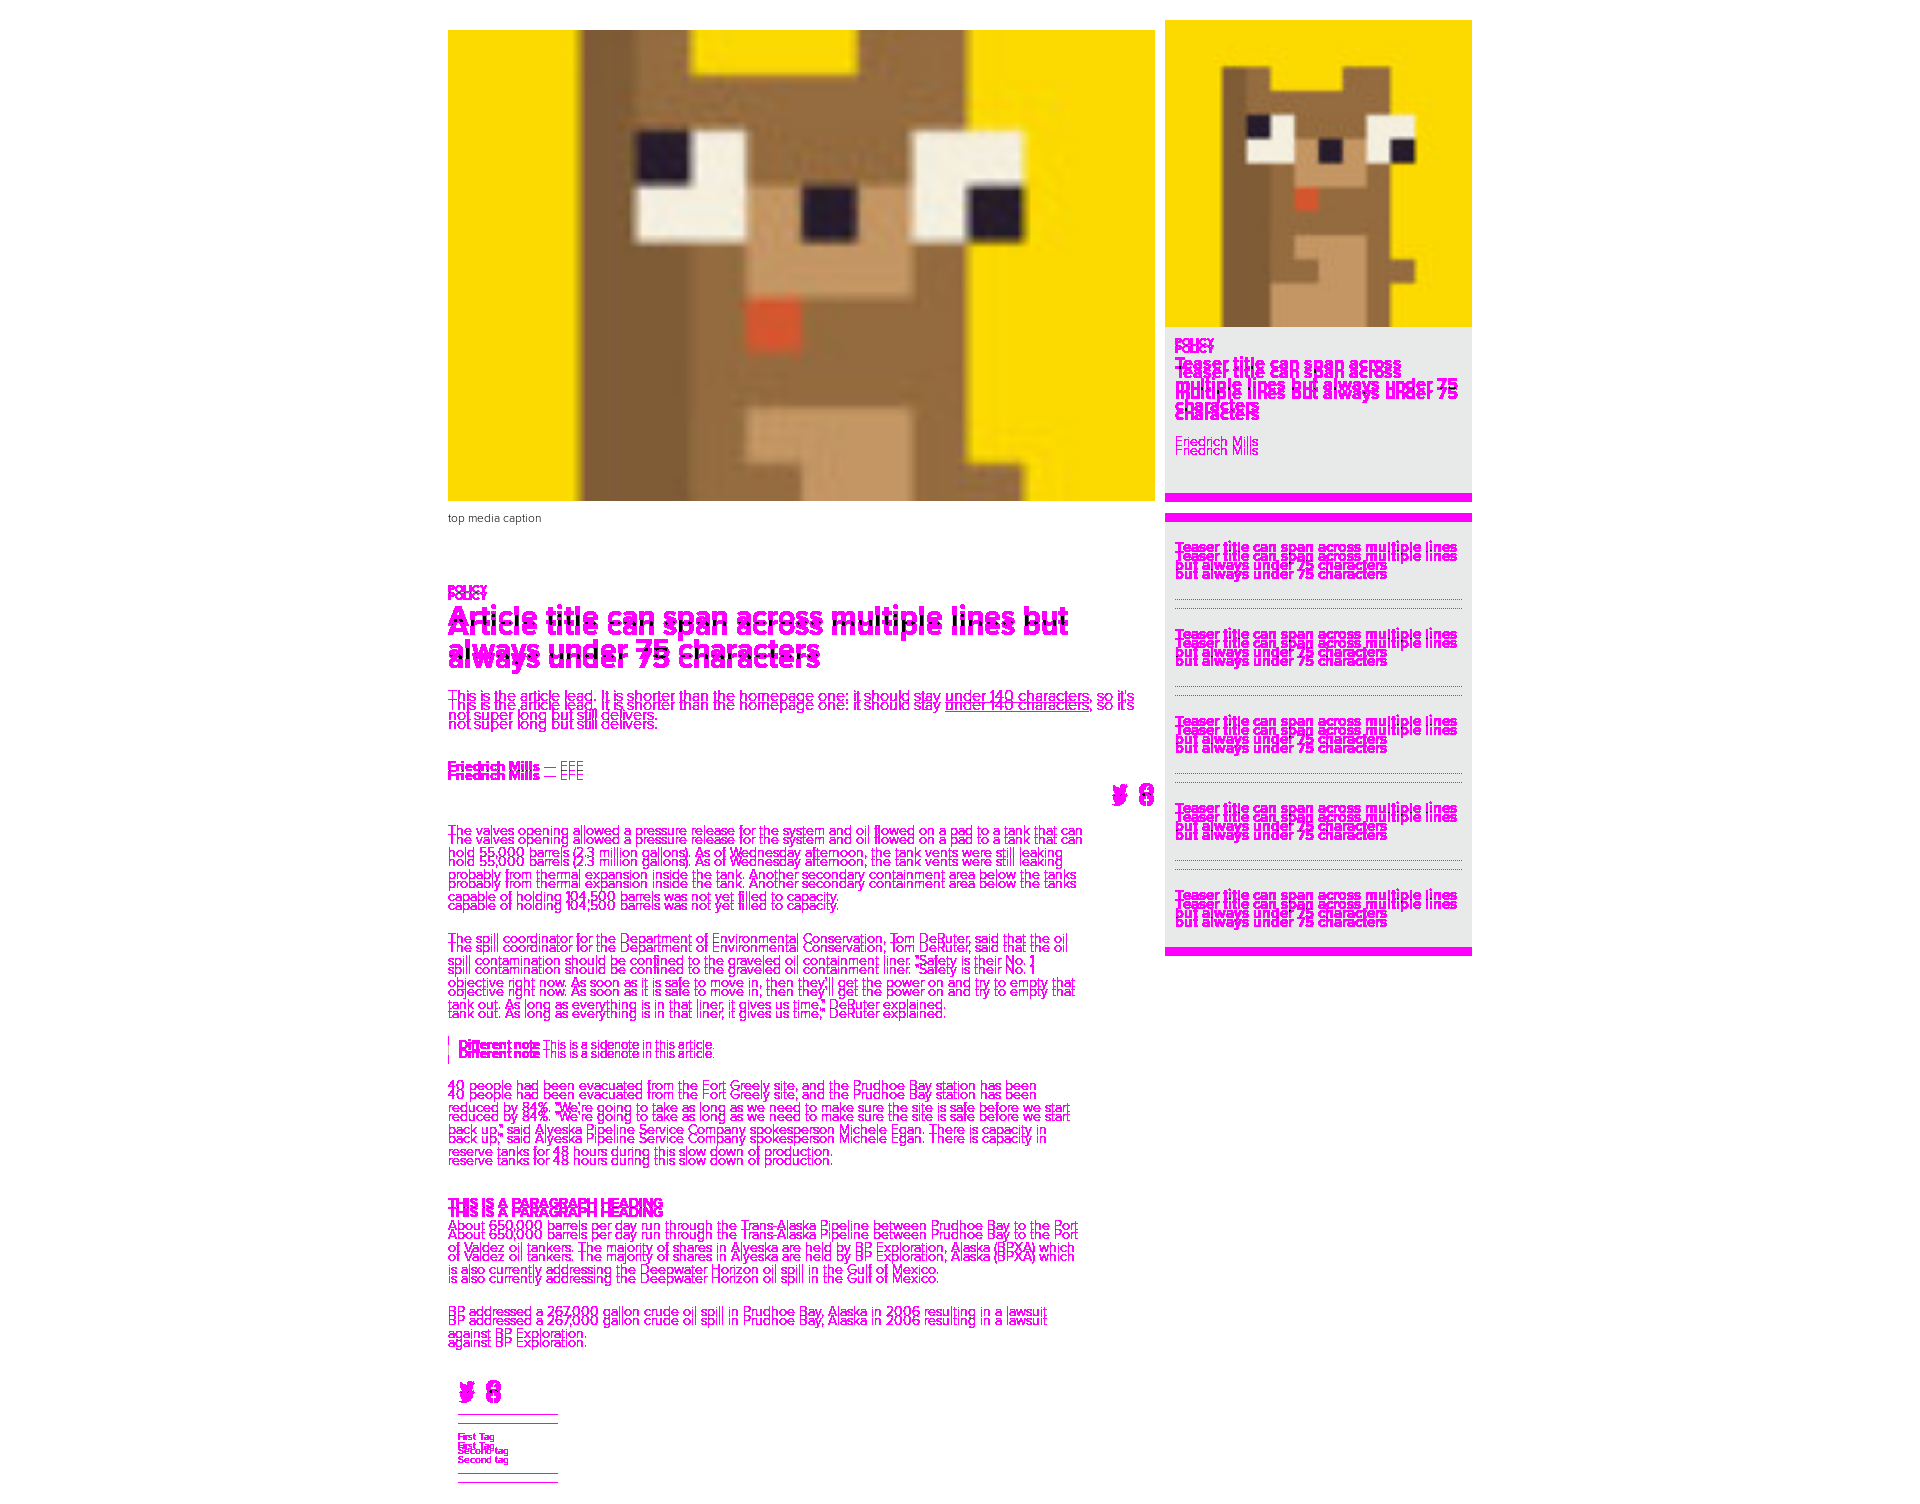 top media caption
POLICY
Article title can span across multiple lines but
always under 75 characters
This is the article lead. It is shorter than the homepage one: it should stay under 140 characters, so it's
not super long but still delivers.
Friedrich Mills — EFE
The valves opening allowed a pressure release for the system and oil flowed on a pad to a tank that can
hold 55,000 barrels (2.3 million gallons). As of Wednesday afternoon, the tank vents were still leaking
probably from thermal expansion inside the tank. Another secondary containment area below the tanks
capable of holding 104,500 barrels was not yet filled to capacity.
The spill coordinator for the Department of Environmental Conservation, Tom DeRuter, said that the oil
spill contamination should be confined to the graveled oil containment liner. "Safety is their No. 1
objective right now. As soon as it is safe to move in, then they'll get the power on and try to empty that
tank out. As long as everything is in that liner, it gives us time," DeRuter explained.
Different note This is a sidenote in this article.
40 people had been evacuated from the Fort Greely site, and the Prudhoe Bay station has been
reduced by 84%. "We're going to take as long as we need to make sure the site is safe before we start
back up," said Alyeska Pipeline Service Company spokesperson Michele Egan. There is capacity in
reserve tanks for 48 hours during this slow down of production.
THIS IS A PARAGRAPH HEADING
About 650,000 barrels per day run through the Trans-Alaska Pipeline between Prudhoe Bay to the Port
of Valdez oil tankers. The majority of shares in Alyeska are held by BP Exploration, Alaska (BPXA) which
is also currently addressing the Deepwater Horizon oil spill in the Gulf of Mexico.
BP addressed a 267,000 gallon crude oil spill in Prudhoe Bay, Alaska in 2006 resulting in a lawsuit
against BP Exploration.
First Tag
Second tag
POLICY
Teaser title can span across
multiple lines but always under 75
characters
Friedrich Mills
Teaser title can span across multiple lines
but always under 75 characters
Teaser title can span across multiple lines
but always under 75 characters
Teaser title can span across multiple lines
but always under 75 characters
Teaser title can span across multiple lines
but always under 75 characters
Teaser title can span across multiple lines
but always under 75 characters